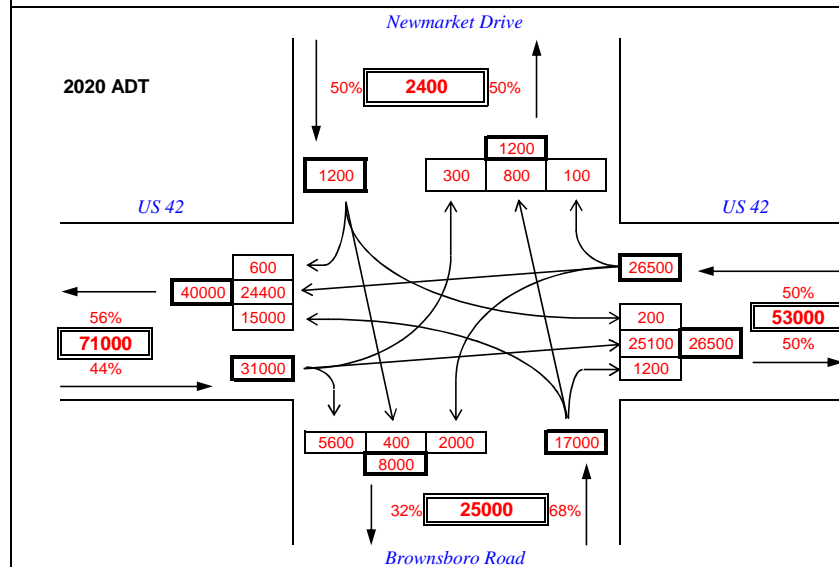 Newmarket Drive
2020 ADT
50% 2400 50%
1200
1200 300 800 100
US 42 US 42
600 26500
40000 24400 50%
15000 200 53000
56% 25100 26500 50%
71000 1200
44% 31000
5600 400 2000 17000
8000
32% 25000 68%
Brownsboro Road